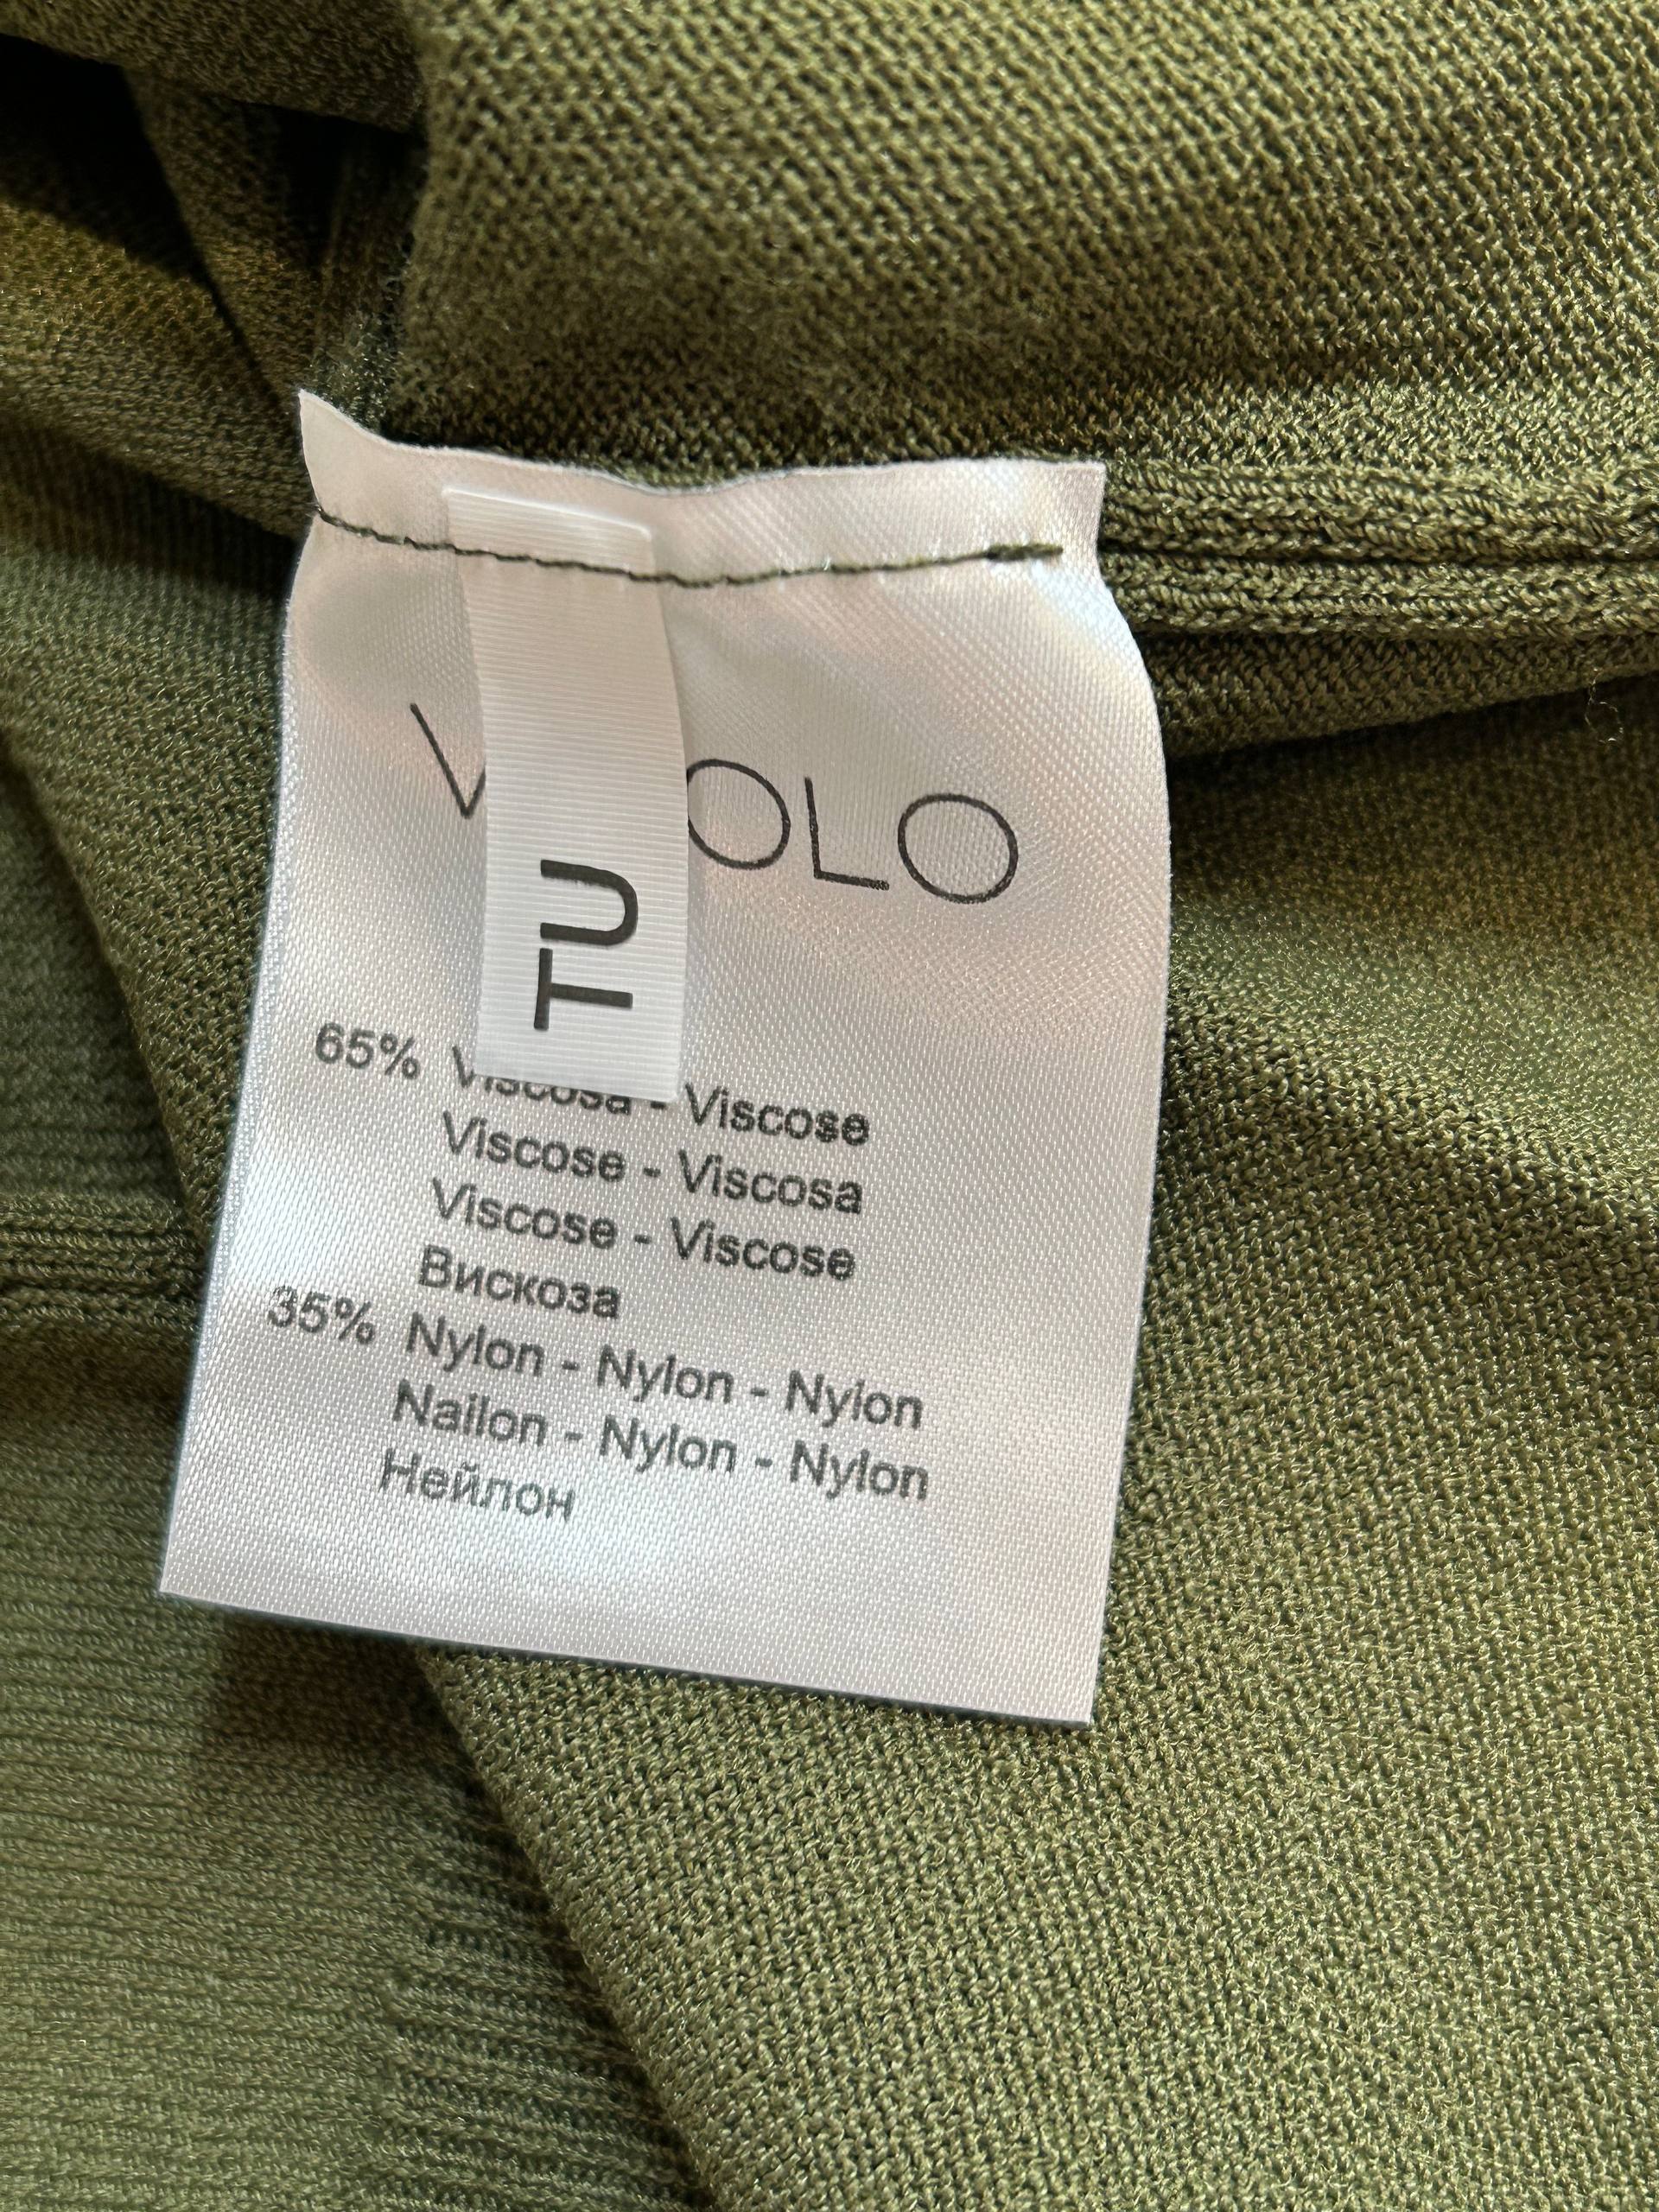 OLO
TU
65% Viscosa - Viscose
Viscose - Viscosa
Viscose - Viscose
Вискоза
35% Nylon - Nylon - Nylon
Nailon - Nylon - Nylon
Нейлон